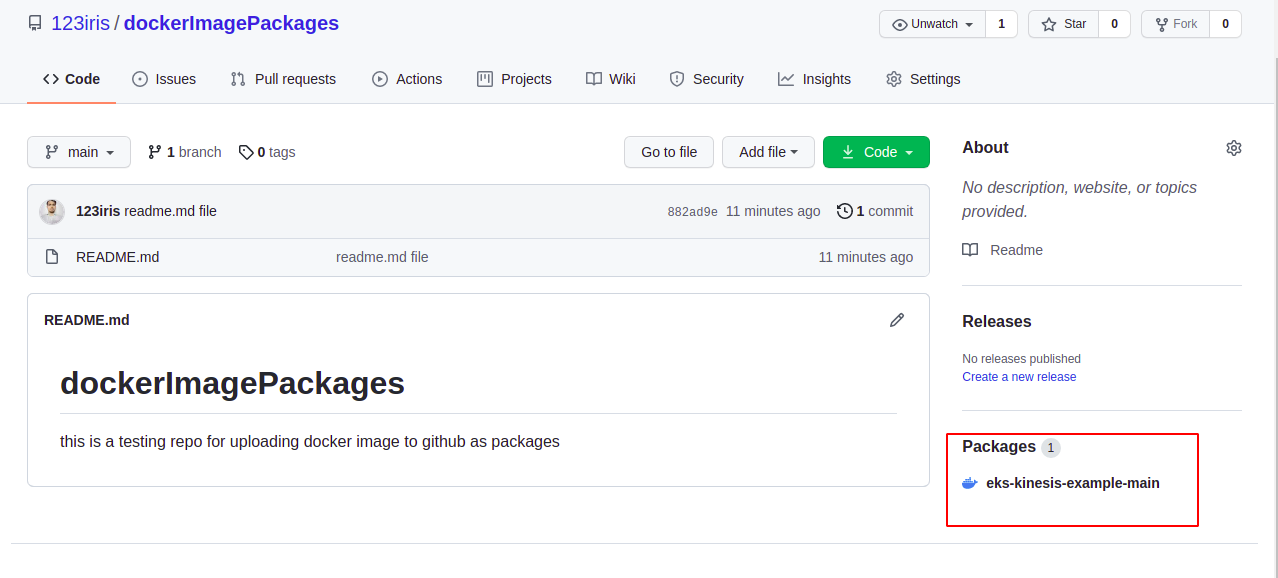 123iris / dockerImagePackages
Unwatch 1 Star 0 Fork 0
Code Issues Pull requests Actions Projects Wiki Security Insights Settings
main 1 branch 0 tags Go to file Add file Code
123iris readme.md file 882ad9e 11 minutes ago 1 commit
README.md readme.md file 11 minutes ago
README.md
dockerImagePackages
this is a testing repo for uploading docker image to github as packages
About
No description, website, or topics
provided.
Readme
Releases
No releases published
Create a new release
Packages 1
eks-kinesis-example-main